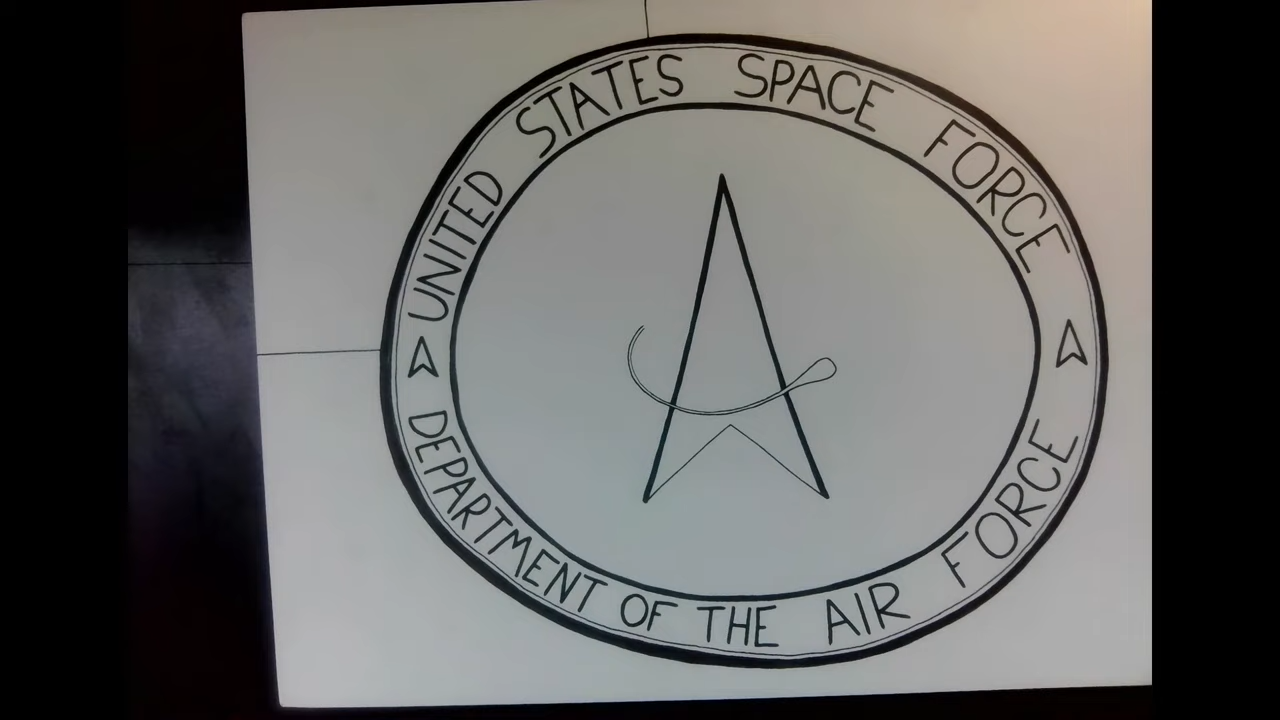 UNITED STATES SPACE FORCE
DEPARTMENT OF THE AIR FORCE